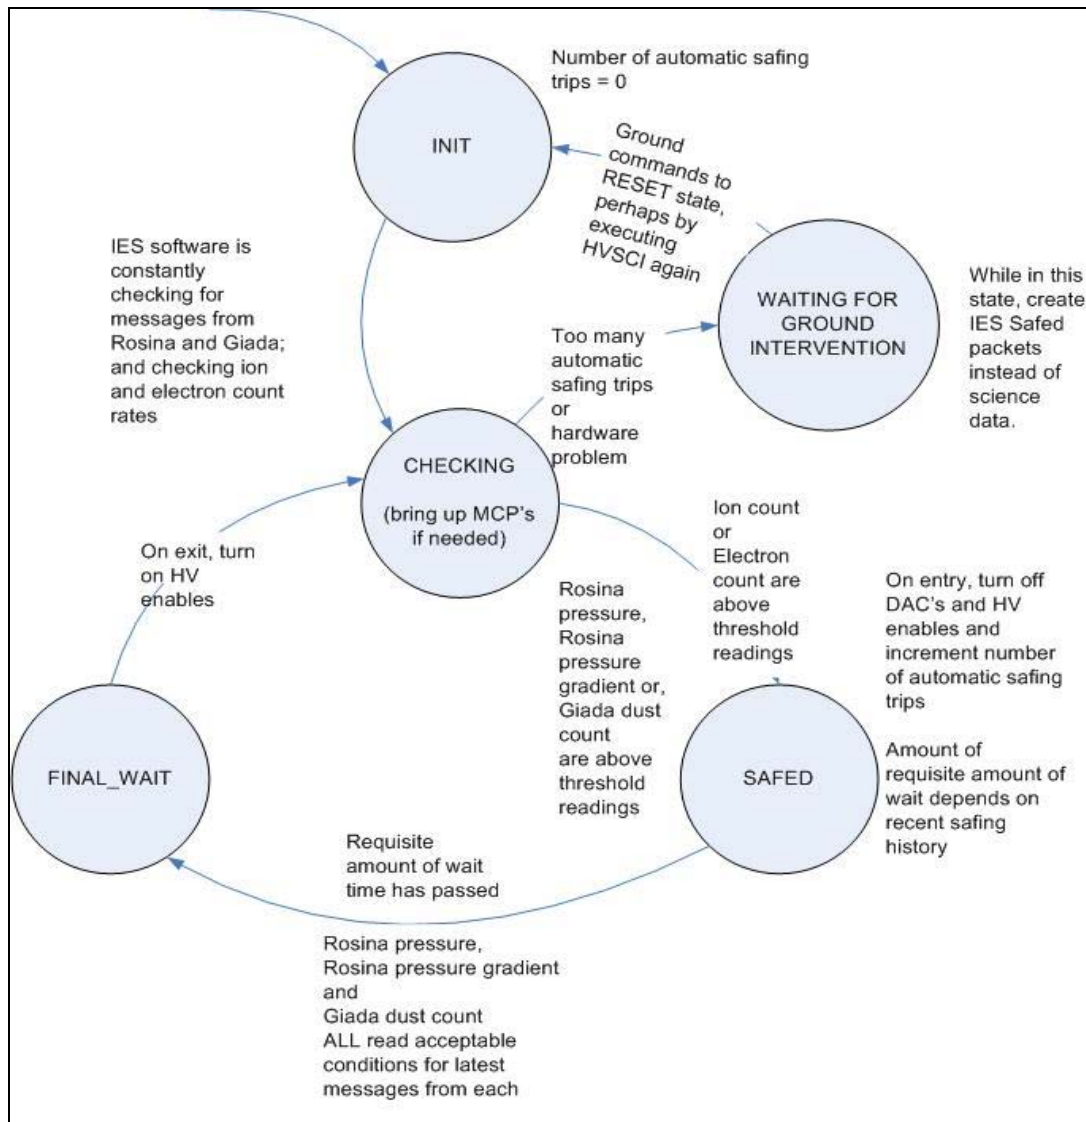 Number of automatic safing
trips = 0
INIT
Ground
commands to
RESET state,
perhaps by
executing
HVSCI again
IES software is
constantly
checking for
messages from
Rosina and Giada;
and checking ion
and electron count
rates
WAITING FOR
GROUND
INTERVENTION
While in this
state, create
IES Safed
packets
instead of
science
data.
Too many
automatic
safing trips
or
hardware
problem
CHECKING
(bring up MCP's
if needed)
On exit, turn
on HV
enables
Ion count
or
Electron
count are
above
threshold
readings
Rosina
pressure,
Rosina
pressure
gradient or,
Giada dust
count
are above
threshold
readings
On entry, turn off
DAC's and HV
enables and
increment number
of automatic safing
trips
Amount of
requisite amount of
wait depends on
recent safing
history
FINAL_WAIT
SAFED
Requisite
amount of wait
time has passed
Rosina pressure,
Rosina pressure gradient
and
Giada dust count
ALL read acceptable
conditions for latest
messages from each